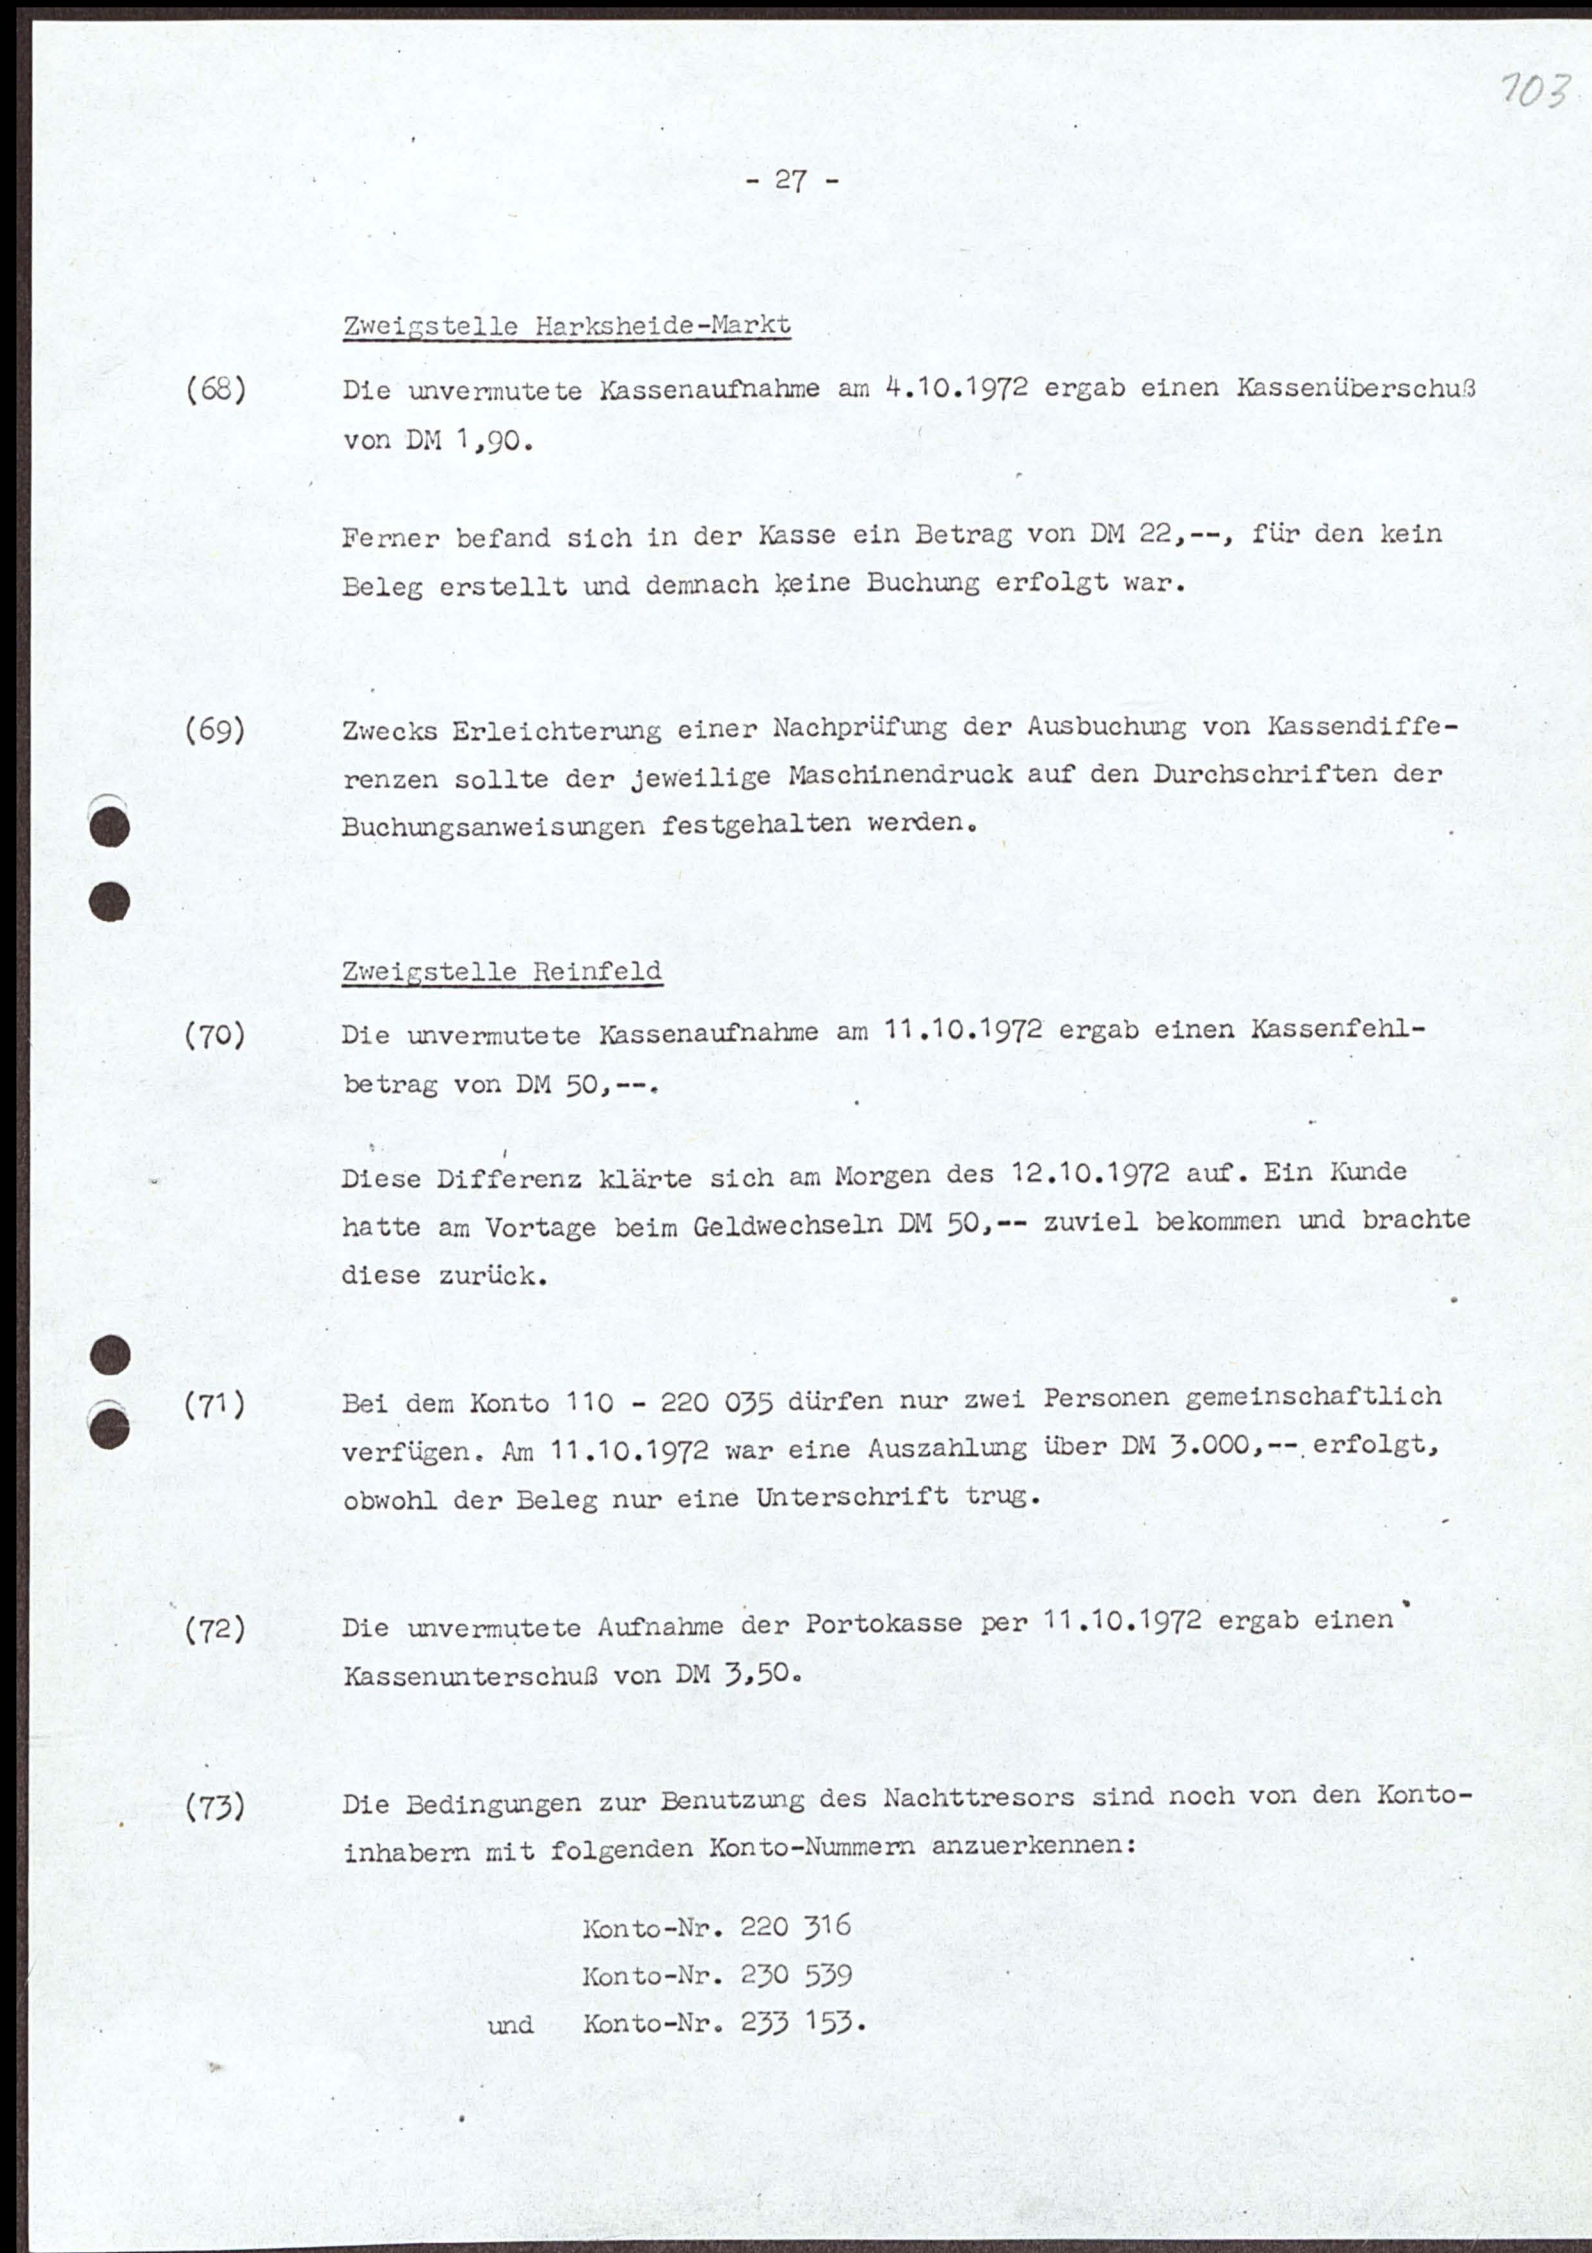 103
- 27 -
Zweigstelle Harksheide-Markt
(68) Die unvermutete Kassenaufnahme am 4.10.1972 ergab einen Kassenüberschuß
von DM 1,90.
Ferner befand sich in der Kasse ein Betrag von DM 22,--, für den kein
Beleg erstellt und demnach keine Buchung erfolgt war.
(69) Zwecks Erleichterung einer Nachprüfung der Ausbuchung von Kassendiffe-
renzen sollte der jeweilige Maschinendruck auf den Durchschriften der
Buchungsanweisungen festgehalten werden.
Zweigstelle Reinfeld
(70) Die unvermutete Kassenaufnahme am 11.10.1972 ergab einen Kassenfehl-
betrag von DM 50,--.
Diese Differenz klärte sich am Morgen des 12.10.1972 auf. Ein Kunde
hatte am Vortage beim Geldwechseln DM 50,-- zuviel bekommen und brachte
diese zurück.
(71) Bei dem Konto 110 - 220 035 dürfen nur zwei Personen gemeinschaftlich
verfügen. Am 11.10.1972 war eine Auszahlung über DM 3.000,-- erfolgt,
obwohl der Beleg nur eine Unterschrift trug.
(72) Die unvermutete Aufnahme der Portokasse per 11.10.1972 ergab einen
Kassenunterschuß von DM 3,50.
(73) Die Bedingungen zur Benutzung des Nachttresors sind noch von den Konto-
inhabern mit folgenden Konto-Nummern anzuerkennen:
Konto-Nr. 220 316
Konto-Nr. 230 539
und Konto-Nr. 233 153.